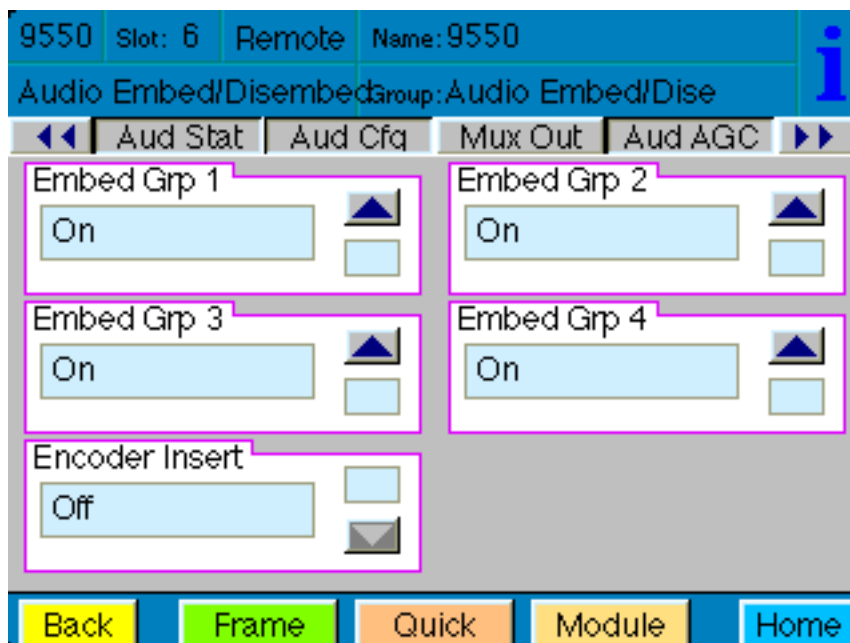 9550 Slot: 6 Remote Name: 9550
Audio Embed/Disembed Group: Audio Embed/Dise
Aud Stat Aud Cfg Mux Out Aud AGC
Embed Grp 1 Embed Grp 2
On On
Embed Grp 3 Embed Grp 4
On On
Encoder Insert
Off
Back Frame Quick Module Home